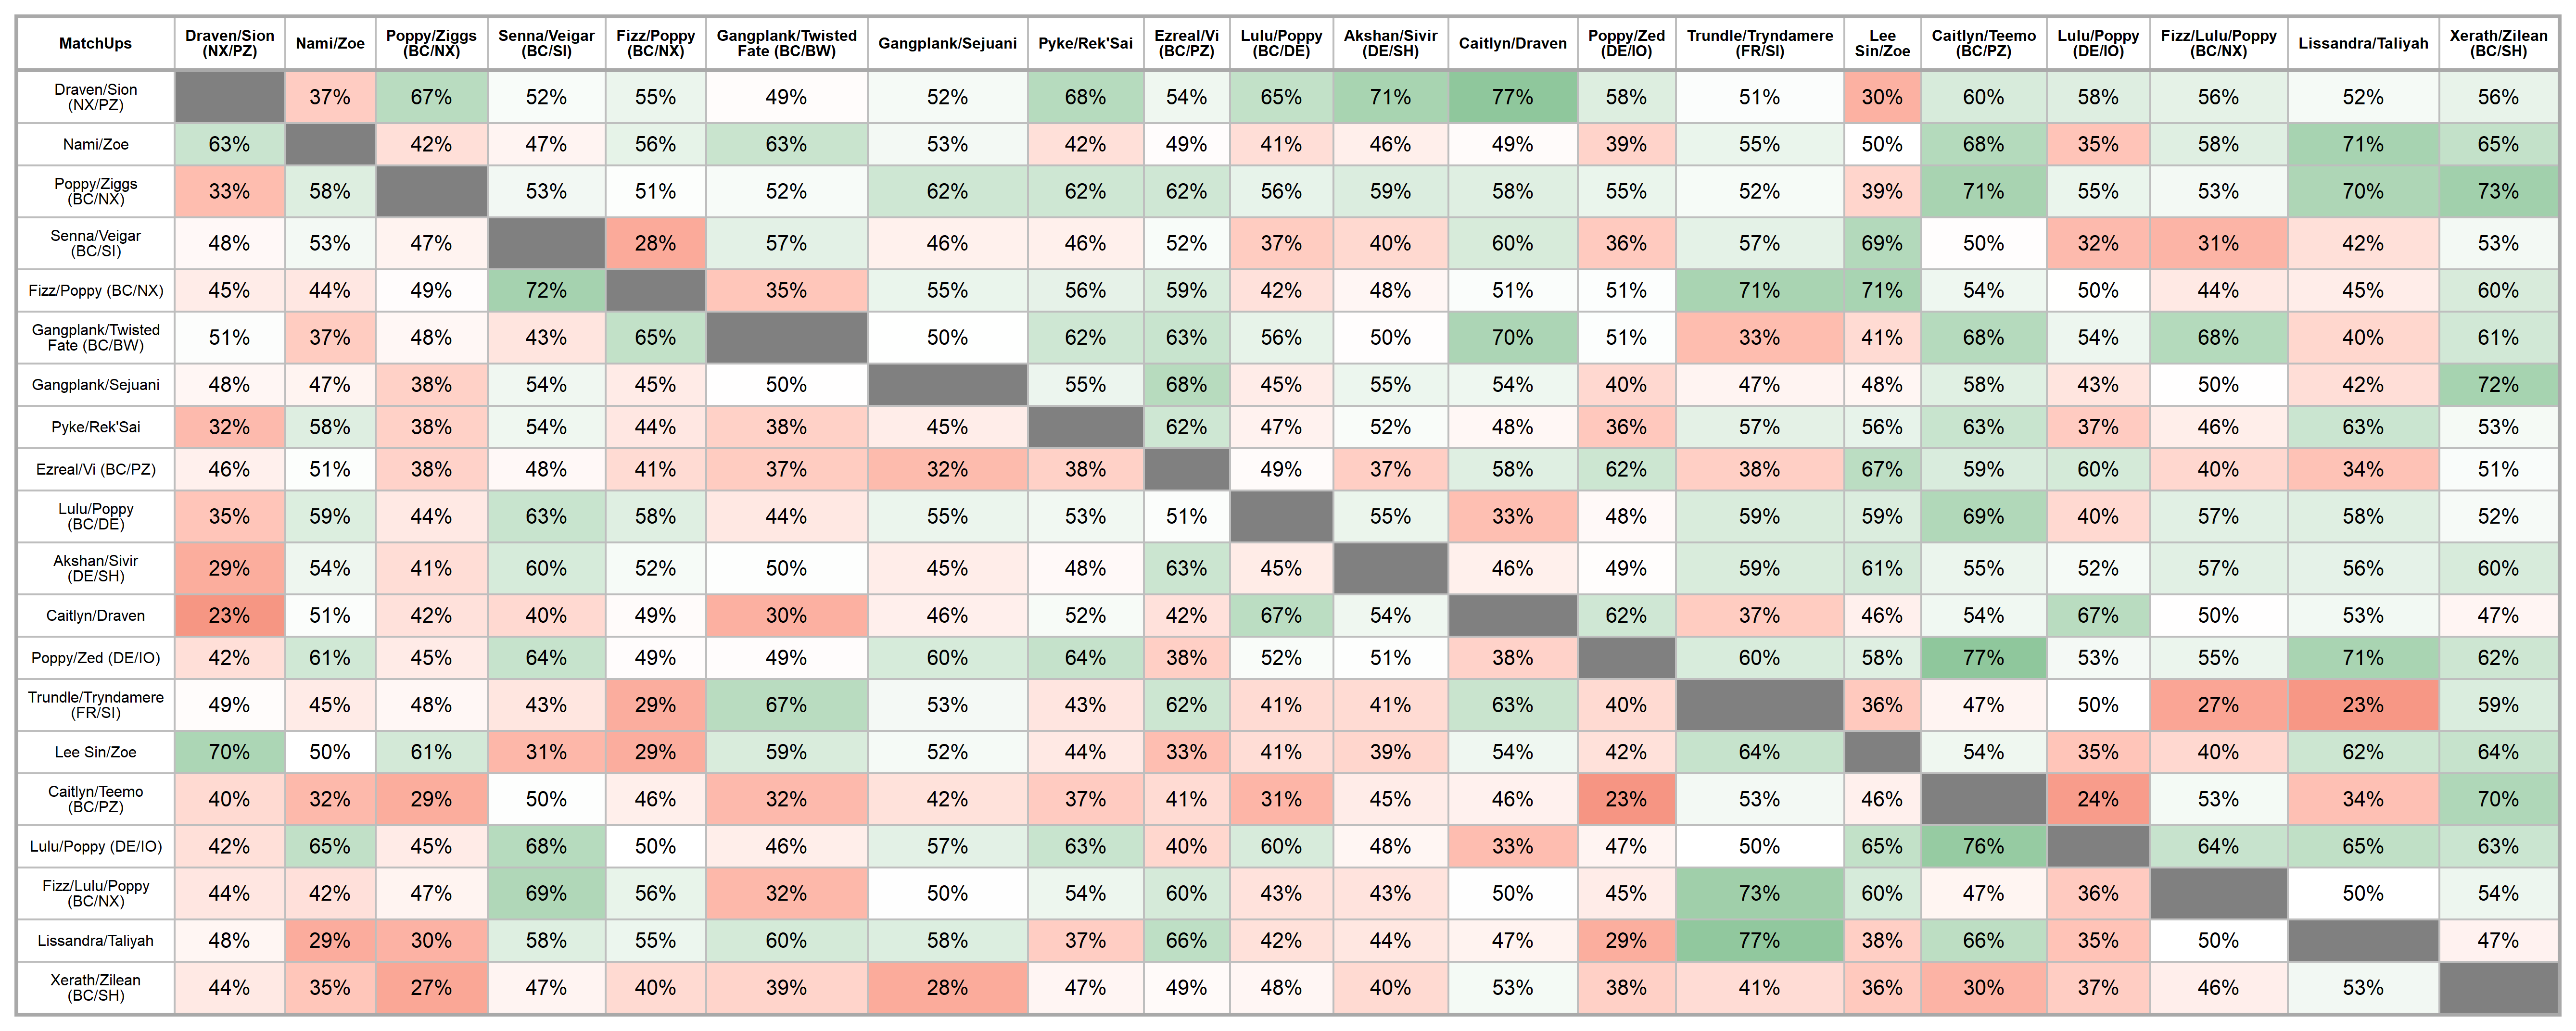 MatchUps Draven/Sion (NX/PZ) Nami/Zoe Poppy/Ziggs (BC/NX) Senna/Veigar (BC/SI) Fizz/Poppy (BC/NX) Gangplank/Twisted Fate (BC/BW) Gangplank/Sejuani Pyke/Rek'Sai Ezreal/Vi (BC/PZ) Lulu/Poppy (BC/DE) Akshan/Sivir (DE/SH) Caitlyn/Draven Poppy/Zed (DE/IO) Trundle/Tryndamere (FR/SI) Lee Sin/Zoe Caitlyn/Teemo (BC/PZ) Lulu/Poppy (DE/IO) Fizz/Lulu/Poppy (BC/NX) Lissandra/Taliyah Xerath/Zilean (BC/SH)
Draven/Sion (NX/PZ) 37% 67% 52% 55% 49% 52% 68% 54% 65% 71% 77% 58% 51% 30% 60% 58% 56% 52% 56%
Nami/Zoe 63% 42% 47% 56% 63% 53% 42% 49% 41% 46% 49% 39% 55% 50% 68% 35% 58% 71% 65%
Poppy/Ziggs (BC/NX) 33% 58% 53% 51% 52% 62% 62% 62% 56% 59% 58% 55% 52% 39% 71% 55% 53% 70% 73%
Senna/Veigar (BC/SI) 48% 53% 47% 28% 57% 46% 46% 52% 37% 40% 60% 36% 57% 69% 50% 32% 31% 42% 53%
Fizz/Poppy (BC/NX) 45% 44% 49% 72% 35% 55% 56% 59% 42% 48% 51% 51% 71% 71% 54% 50% 44% 45% 60%
Gangplank/Twisted Fate (BC/BW) 51% 37% 48% 43% 65% 50% 62% 63% 56% 50% 70% 51% 33% 41% 68% 54% 68% 40% 61%
Gangplank/Sejuani 48% 47% 38% 54% 45% 50% 55% 68% 45% 55% 54% 40% 47% 48% 58% 43% 50% 42% 72%
Pyke/Rek'Sai 32% 58% 38% 54% 44% 38% 45% 62% 47% 52% 48% 36% 57% 56% 63% 37% 46% 63% 53%
Ezreal/Vi (BC/PZ) 46% 51% 38% 48% 41% 37% 32% 38% 49% 37% 58% 62% 38% 67% 59% 60% 40% 34% 51%
Lulu/Poppy (BC/DE) 35% 59% 44% 63% 58% 44% 55% 53% 51% 55% 33% 48% 59% 59% 69% 40% 57% 58% 52%
Akshan/Sivir (DE/SH) 29% 54% 41% 60% 52% 50% 45% 48% 63% 45% 46% 49% 59% 61% 55% 52% 57% 56% 60%
Caitlyn/Draven 23% 51% 42% 40% 49% 30% 46% 52% 42% 67% 54% 62% 37% 46% 54% 67% 50% 53% 47%
Poppy/Zed (DE/IO) 42% 61% 45% 64% 49% 49% 60% 64% 38% 52% 51% 38% 60% 58% 77% 53% 55% 71% 62%
Trundle/Tryndamere (FR/SI) 49% 45% 48% 43% 29% 67% 53% 43% 62% 41% 41% 63% 40% 36% 47% 50% 27% 23% 59%
Lee Sin/Zoe 70% 50% 61% 31% 29% 59% 52% 44% 33% 41% 39% 54% 42% 64% 54% 35% 40% 62% 64%
Caitlyn/Teemo (BC/PZ) 40% 32% 29% 50% 46% 32% 42% 37% 41% 31% 45% 46% 23% 53% 46% 24% 53% 34% 70%
Lulu/Poppy (DE/IO) 42% 65% 45% 68% 50% 46% 57% 63% 40% 60% 48% 33% 47% 50% 65% 76% 64% 65% 63%
Fizz/Lulu/Poppy (BC/NX) 44% 42% 47% 69% 56% 32% 50% 54% 60% 43% 43% 50% 45% 73% 60% 47% 36% 50% 54%
Lissandra/Taliyah 48% 29% 30% 58% 55% 60% 58% 37% 66% 42% 44% 47% 29% 77% 38% 66% 35% 50% 47%
Xerath/Zilean (BC/SH) 44% 35% 27% 47% 40% 39% 28% 47% 49% 48% 40% 53% 38% 41% 36% 30% 37% 46% 53%